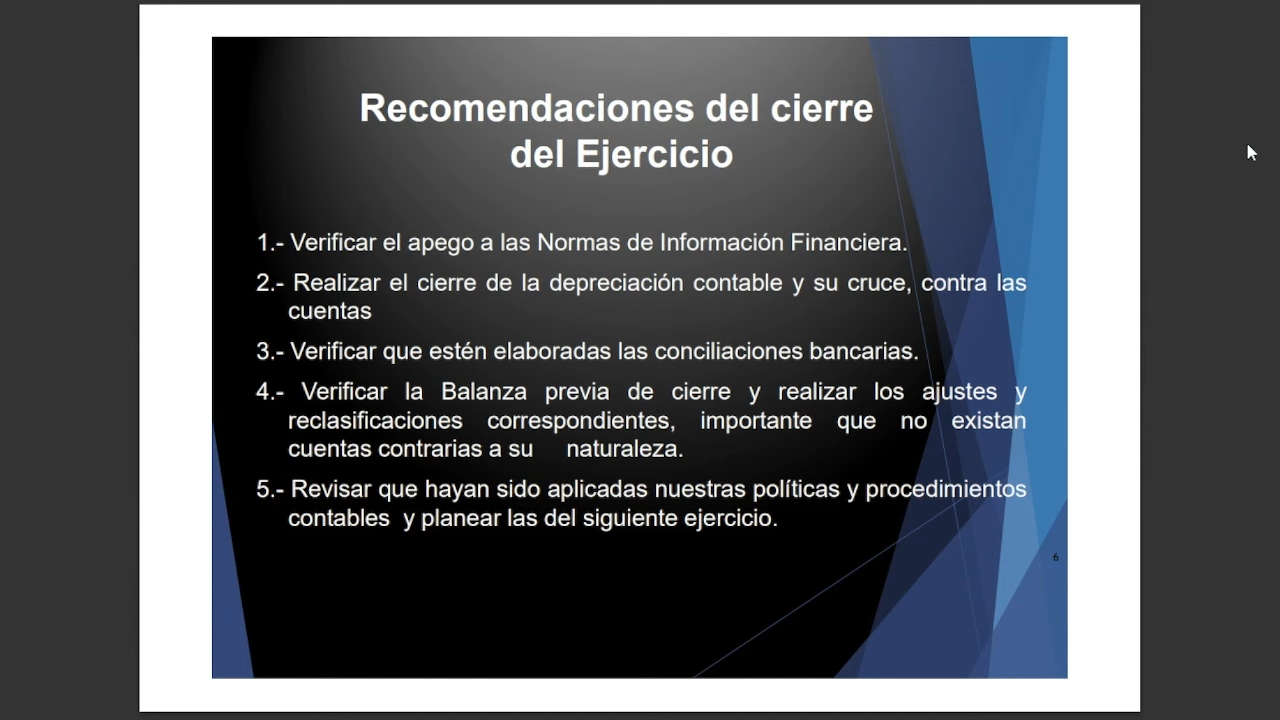 Recomendaciones del cierre
del Ejercicio
1.- Verificar el apego a las Normas de Información Financiera.
2.- Realizar el cierre de la depreciación contable y su cruce, contra las
cuentas
3.- Verificar que estén elaboradas las conciliaciones bancarias.
4.- Verificar la Balanza previa de cierre y realizar los ajustes y
reclasificaciones correspondientes, importante que no existan
cuentas contrarias a su naturaleza.
5.- Revisar que hayan sido aplicadas nuestras políticas y procedimientos
contables y planear las del siguiente ejercicio.
6